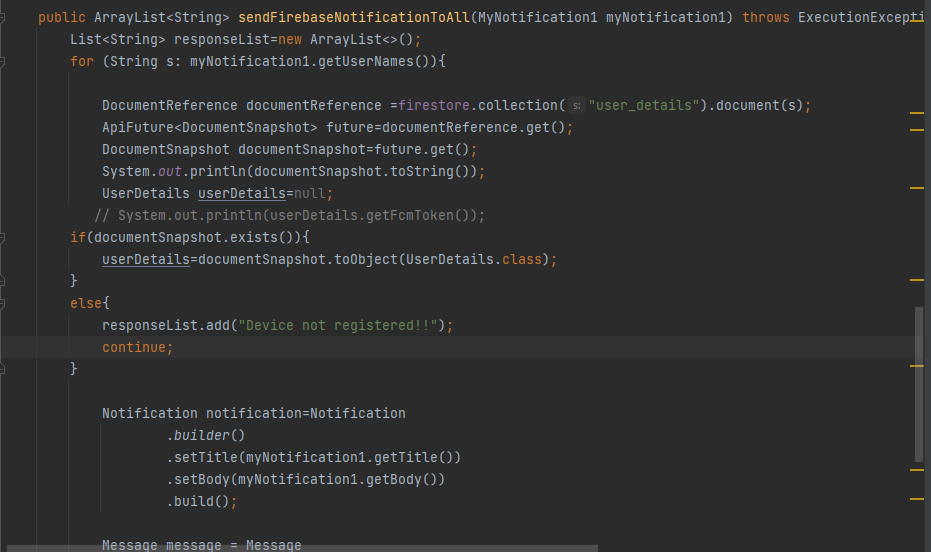 public ArrayList<String> sendFirebaseNotificationToAll(MyNotification1 myNotification1) throws ExecutionExcepti
List<String> responseList=new ArrayList<>();
for (String s: myNotification1.getUserNames()){
DocumentReference documentReference =firestore.collection( s: "user_details").document(s);
ApiFuture<DocumentSnapshot> future=documentReference.get();
DocumentSnapshot documentSnapshot=future.get();
System.out.println(documentSnapshot.toString());
UserDetails userDetails=null;
// System.out.println(userDetails.getFcmToken());
if(documentSnapshot.exists()){
userDetails=documentSnapshot.toObject(UserDetails.class);
}
else{
responseList.add("Device not registered!!");
continue;
}
Notification notification=Notification
.builder()
.setTitle(myNotification1.getTitle())
.setBody(myNotification1.getBody())
.build();
Message message = Message